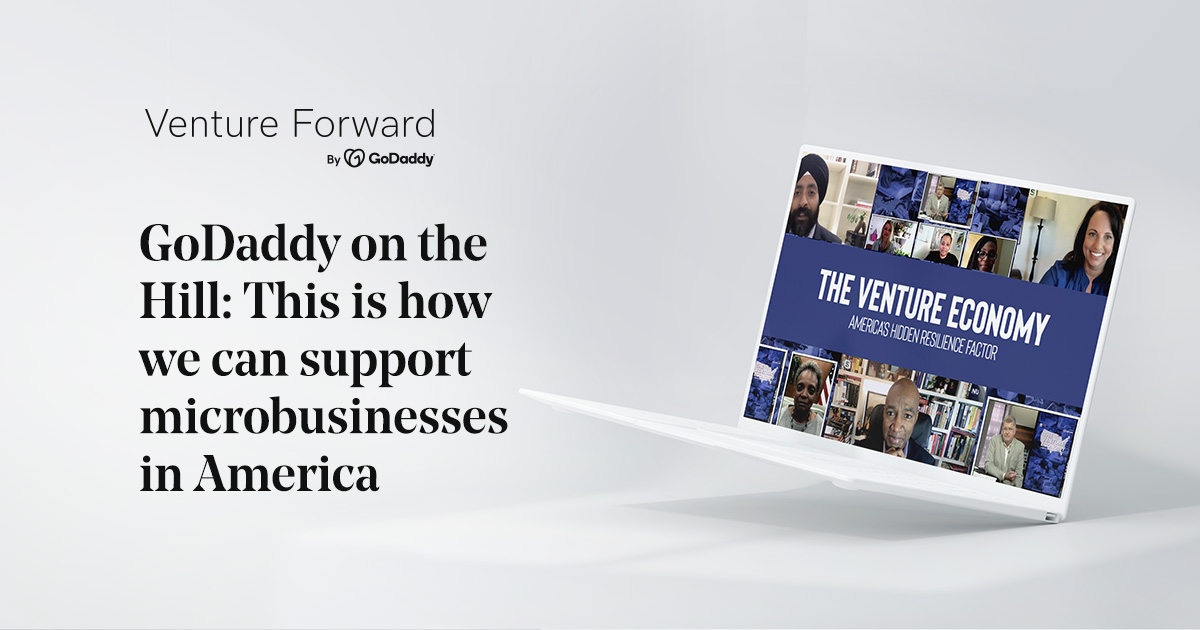 Venture Forward
By GoDaddy
GoDaddy on the
Hill: This is how
we can support
microbusinesses
in America
THE VENTURE ECONOMY
AMERICA'S HIDDEN RESILIENCE FACTOR